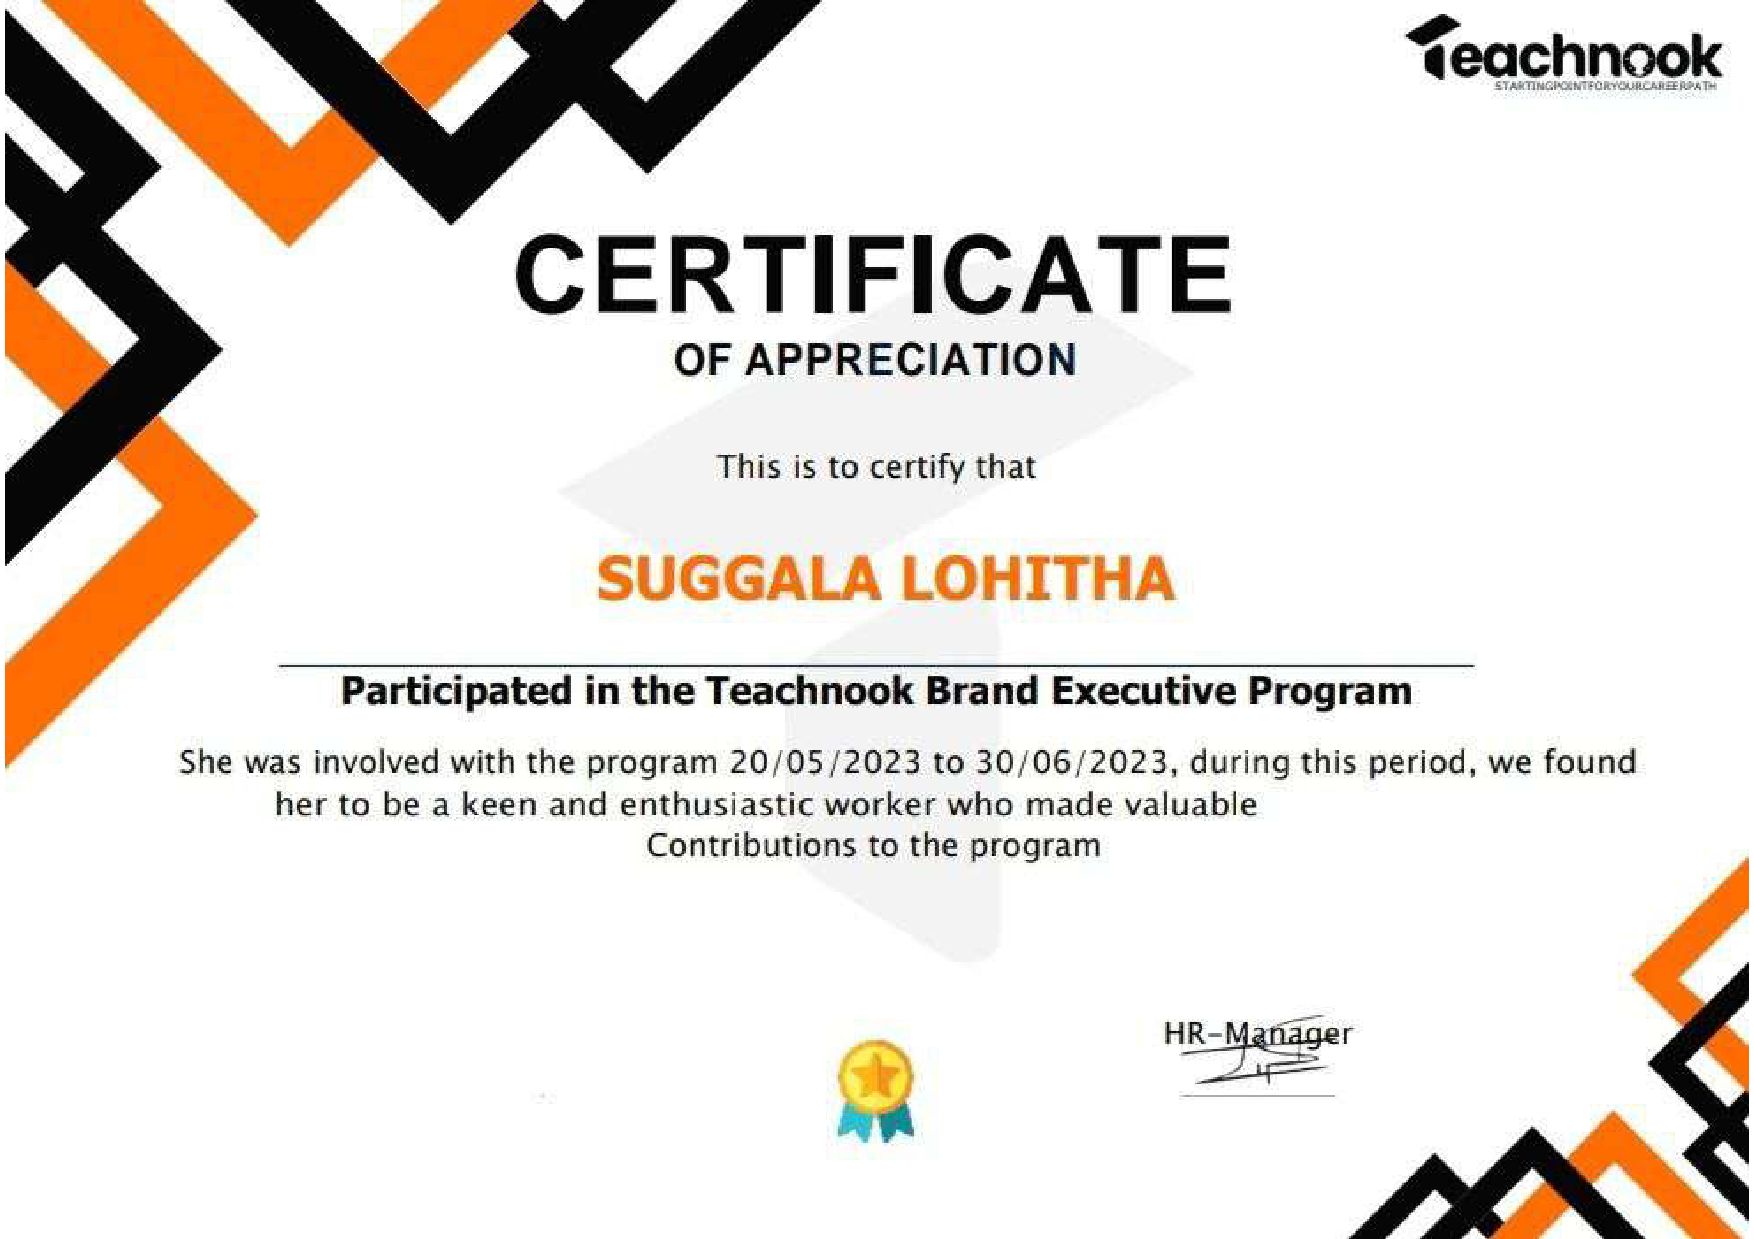 Teachnook
STARTINGPOINTFORYOURCAREERPATH
CERTIFICATE
OF APPRECIATION
This is to certify that
SUGGALA LOHITHA
Participated in the Teachnook Brand Executive Program
She was involved with the program 20/05/2023 to 30/06/2023, during this period, we found
her to be a keen and enthusiastic worker who made valuable
Contributions to the program
HR-Manager